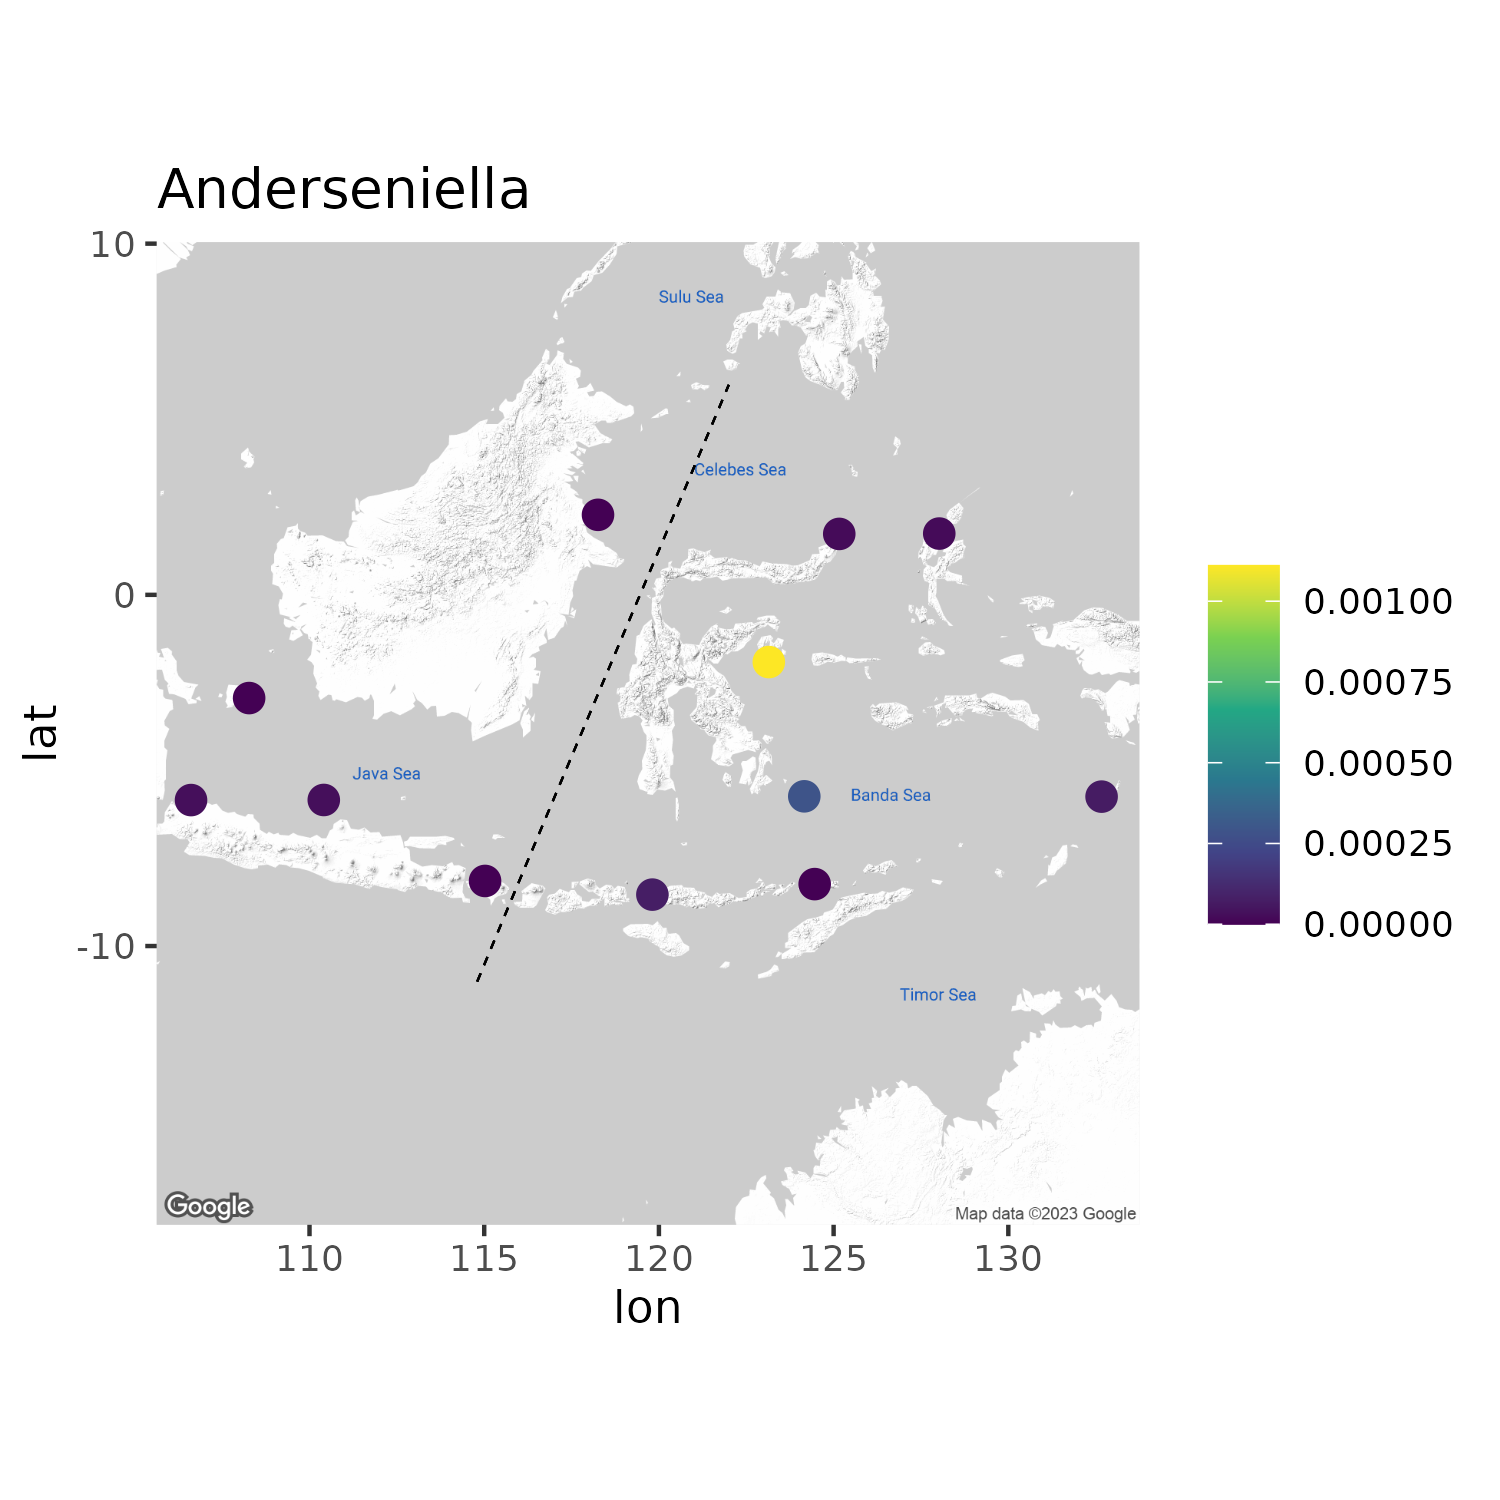 Anderseniella
10
0
-10
lat
Sulu Sea
Celebes Sea
Java Sea
Banda Sea
Timor Sea
Google
Map data ©2023 Google
110
115
120
125
130
lon
0.00100
0.00075
0.00050
0.00025
0.00000